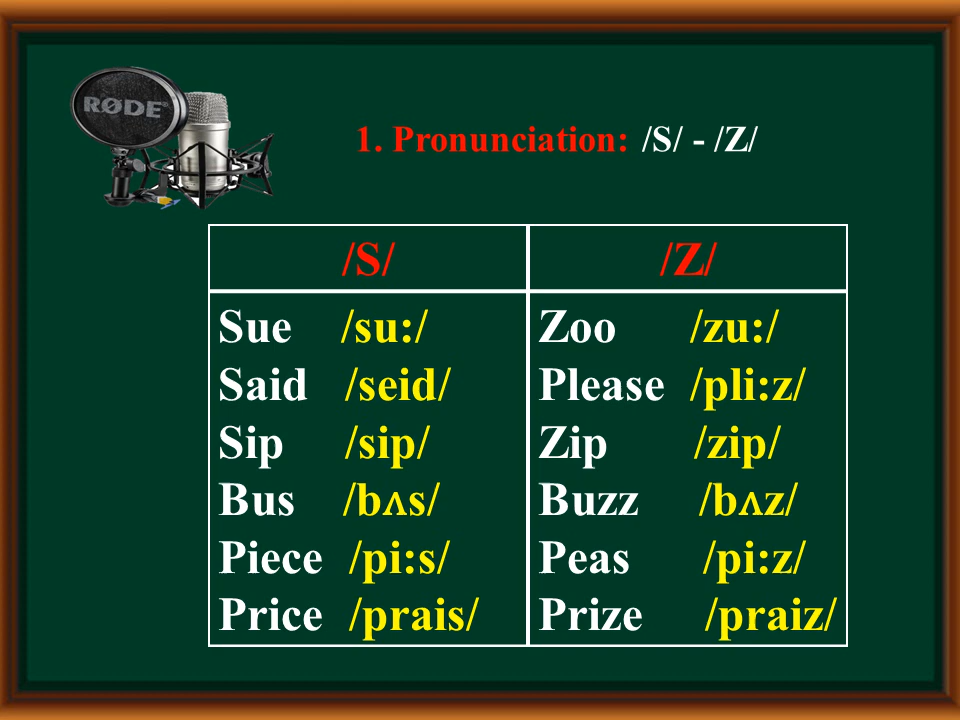 RØDE
1. Pronunciation: /S/ - /Z/
/S/ /Z/
Sue /su:/ Zoo /zu:/
Said /seid/ Please /pli:z/
Sip /sip/ Zip /zip/
Bus /bʌs/ Buzz /bʌz/
Piece /pi:s/ Peas /pi:z/
Price /prais/ Prize /praiz/